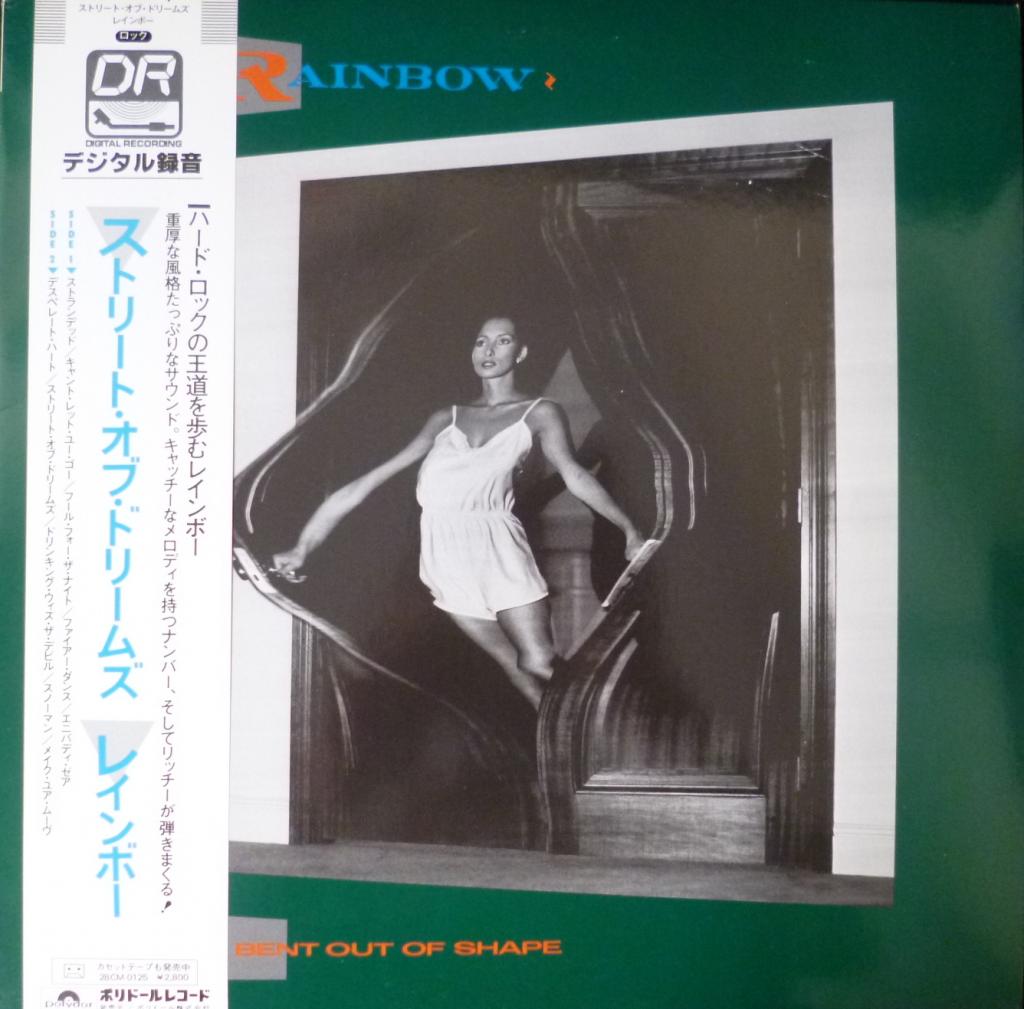 ストリート・オブ・ドリームズ
レインボー
ロック
DR
DIGITAL RECORDING
デジタル録音
ハード・ロックの王道を歩むレインボー
重厚な風格たっぷりなサウンド。キャッチーなメロディを持つナンバー、そしてリッチーが弾きまくる!
ストリート・オブ・ドリームズ レインボー
SIDE 1▼ストランデッド/キャント・レット・ユー・ゴー/フール・フォー・ザ・ナイト/ファイアー・ダンス/エニバディ・ゼア
SIDE 2▼デスペレート・ハート/ストリート・オブ・ドリームズ/ドリンキング・ウィズ・ザ・デビル/スノーマン/メイク・ユア・ムーヴ
カセットテープも発売中
28CM 0125 ¥2,800
polydor ポリドールレコード
RAINBOW
BENT OUT OF SHAPE